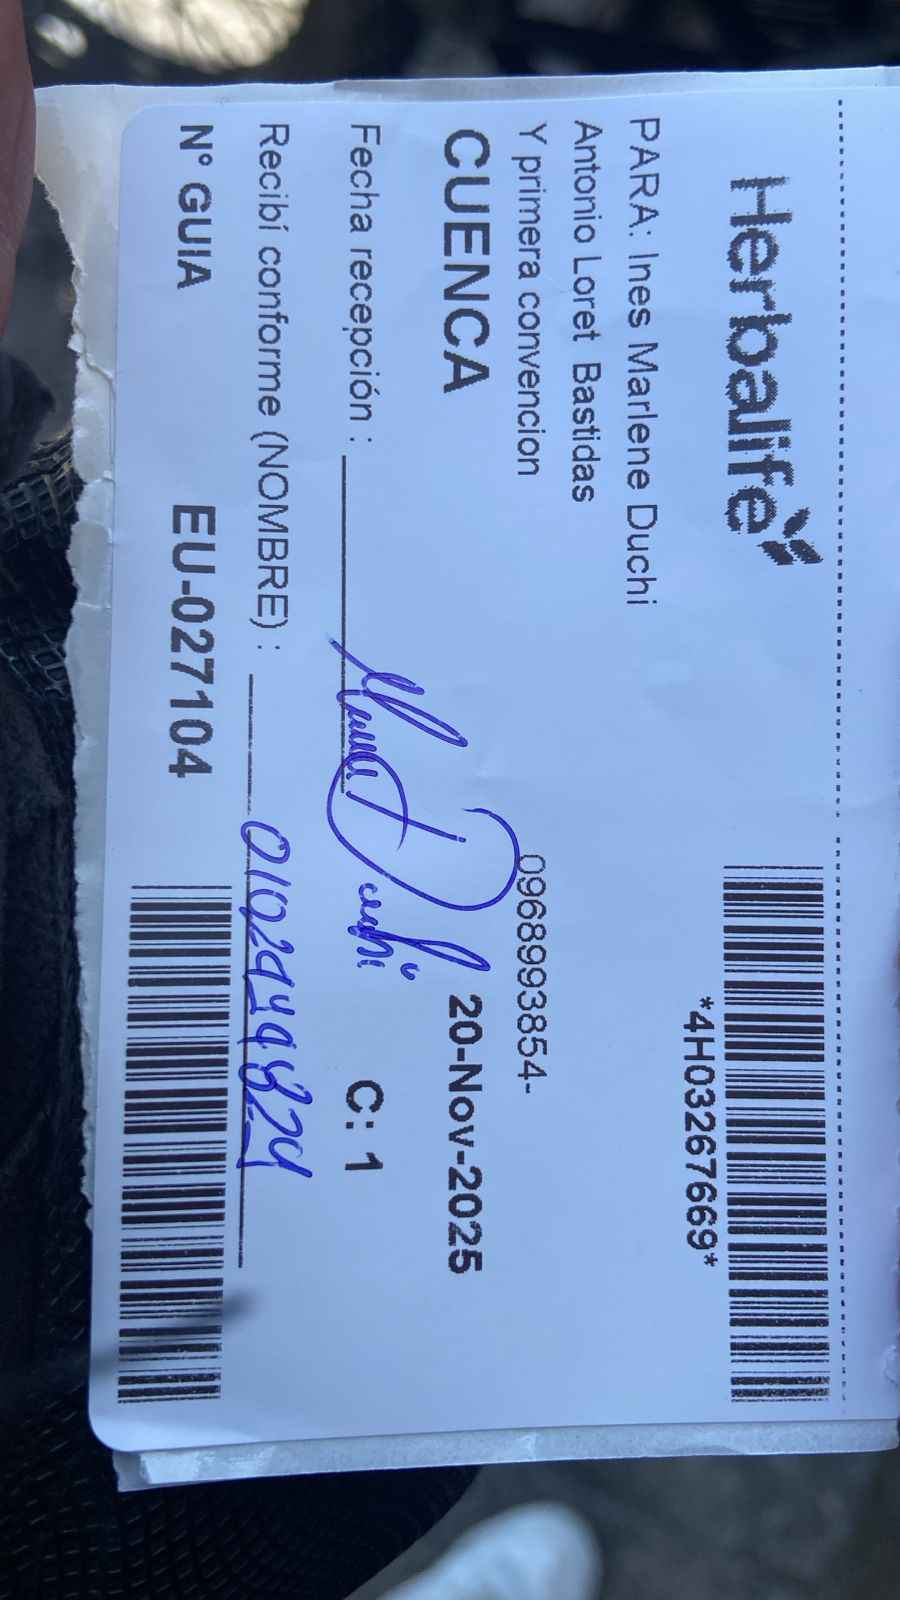 Herbalife
*4H03267669*
PARA: Ines Marlene Duchi
Antonio Loret Bastidas
Y primera convencion
0968993854-
CUENCA
20-Nov-2025
Fecha recepción :
C: 1
Recibí conforme (NOMBRE) :
N° GUIA
EU-027104